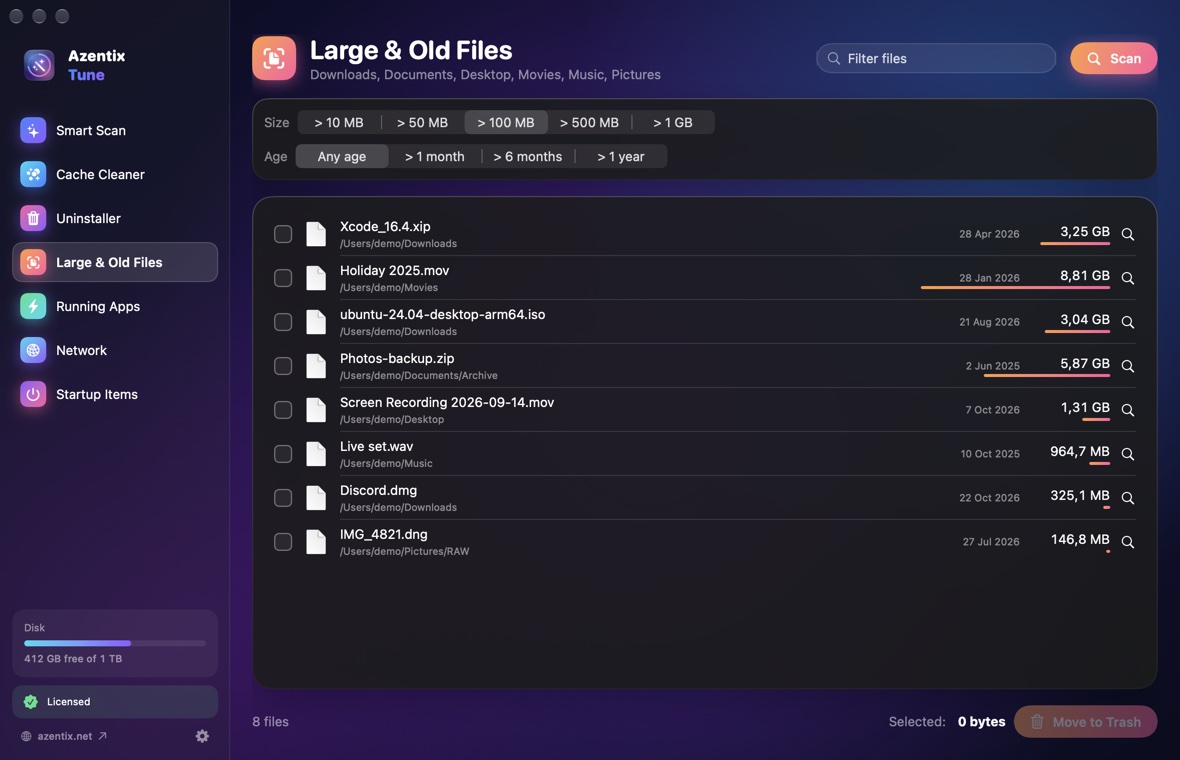 Azentix
Tune
Smart Scan
Cache Cleaner
Uninstaller
Large & Old Files
Running Apps
Network
Startup Items
Disk
412 GB free of 1 TB
Licensed
azentix.net
Large & Old Files
Downloads, Documents, Desktop, Movies, Music, Pictures
Filter files
Scan
Size > 10 MB > 50 MB > 100 MB > 500 MB > 1 GB
Age Any age > 1 month > 6 months > 1 year
Xcode_16.4.xip
/Users/demo/Downloads
28 Apr 2026 3,25 GB
Holiday 2025.mov
/Users/demo/Movies
28 Jan 2026 8,81 GB
ubuntu-24.04-desktop-arm64.iso
/Users/demo/Downloads
21 Aug 2026 3,04 GB
Photos-backup.zip
/Users/demo/Documents/Archive
2 Jun 2025 5,87 GB
Screen Recording 2026-09-14.mov
/Users/demo/Desktop
7 Oct 2026 1,31 GB
Live set.wav
/Users/demo/Music
10 Oct 2025 964,7 MB
Discord.dmg
/Users/demo/Downloads
22 Oct 2026 325,1 MB
IMG_4821.dng
/Users/demo/Pictures/RAW
27 Jul 2026 146,8 MB
8 files
Selected: 0 bytes
Move to Trash